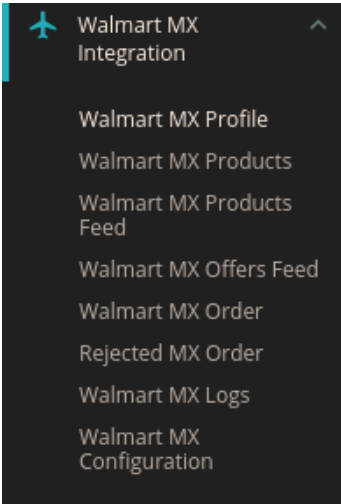 Walmart MX
Integration
Walmart MX Profile
Walmart MX Products
Walmart MX Products
Feed
Walmart MX Offers Feed
Walmart MX Order
Rejected MX Order
Walmart MX Logs
Walmart MX
Configuration